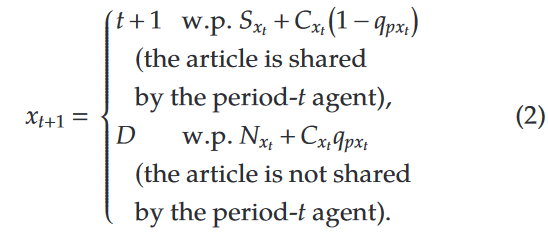 t + 1 w.p. S_{x_t} + C_{x_t}(1 − q_{px_t})
(the article is shared
by the period-t agent),
x_{t+1} =
(2)
D w.p. N_{x_t} + C_{x_t}q_{px_t}
(the article is not shared
by the period-t agent).